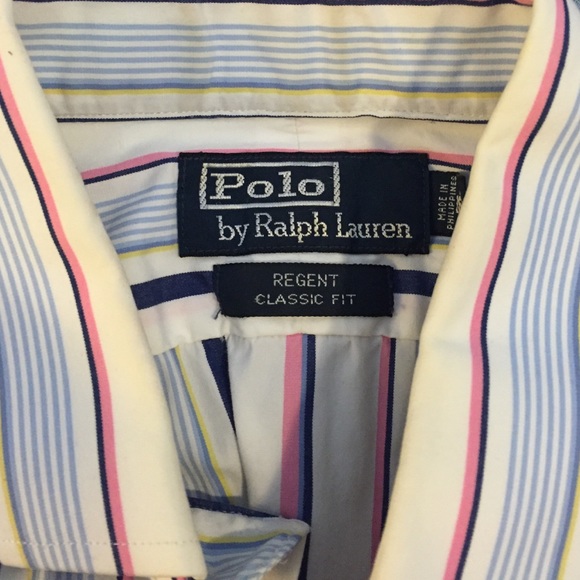 Polo
by Ralph Lauren
MADE IN
PHILIPPINES
REGENT
CLASSIC FIT